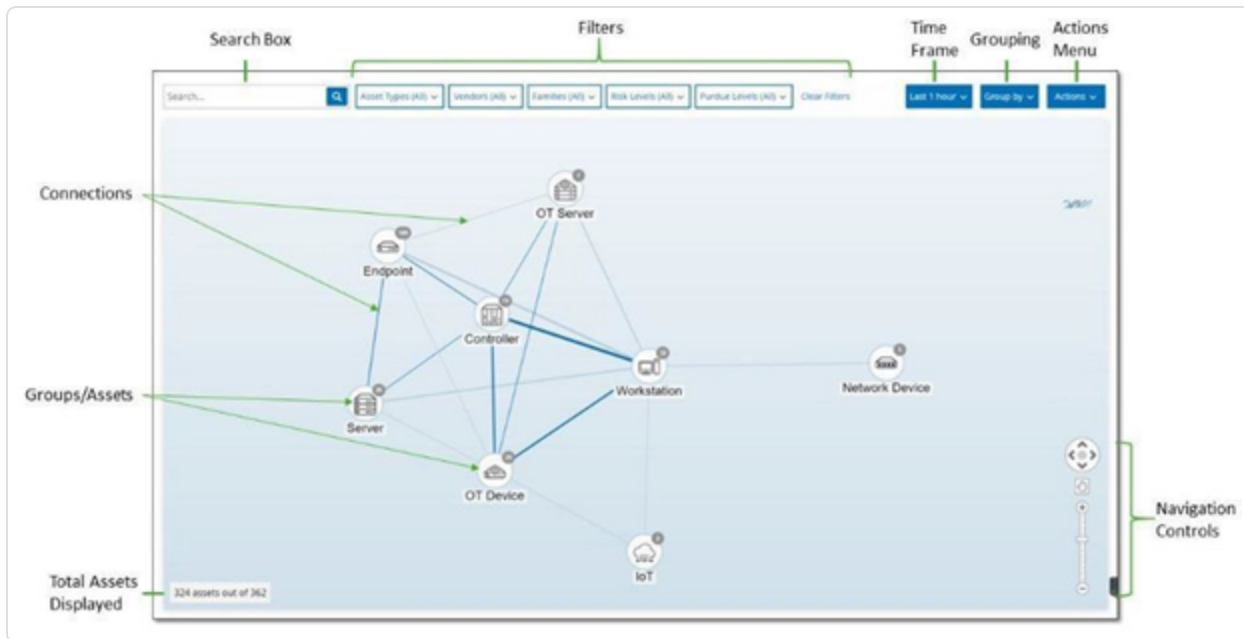 Search Box
Filters
Time
Frame
Grouping
Actions
Menu
Search...
Asset Types (All)
Vendors (All)
Families (All)
Risk Levels (All)
Purdue Levels (All)
Clear Filters
Last 1 hour
Group by
Actions
Connections
OT Server
Endpoint
Controller
Workstation
Network Device
Groups/Assets
Server
OT Device
Navigation
Controls
IoT
Total Assets
Displayed
324 assets out of 362